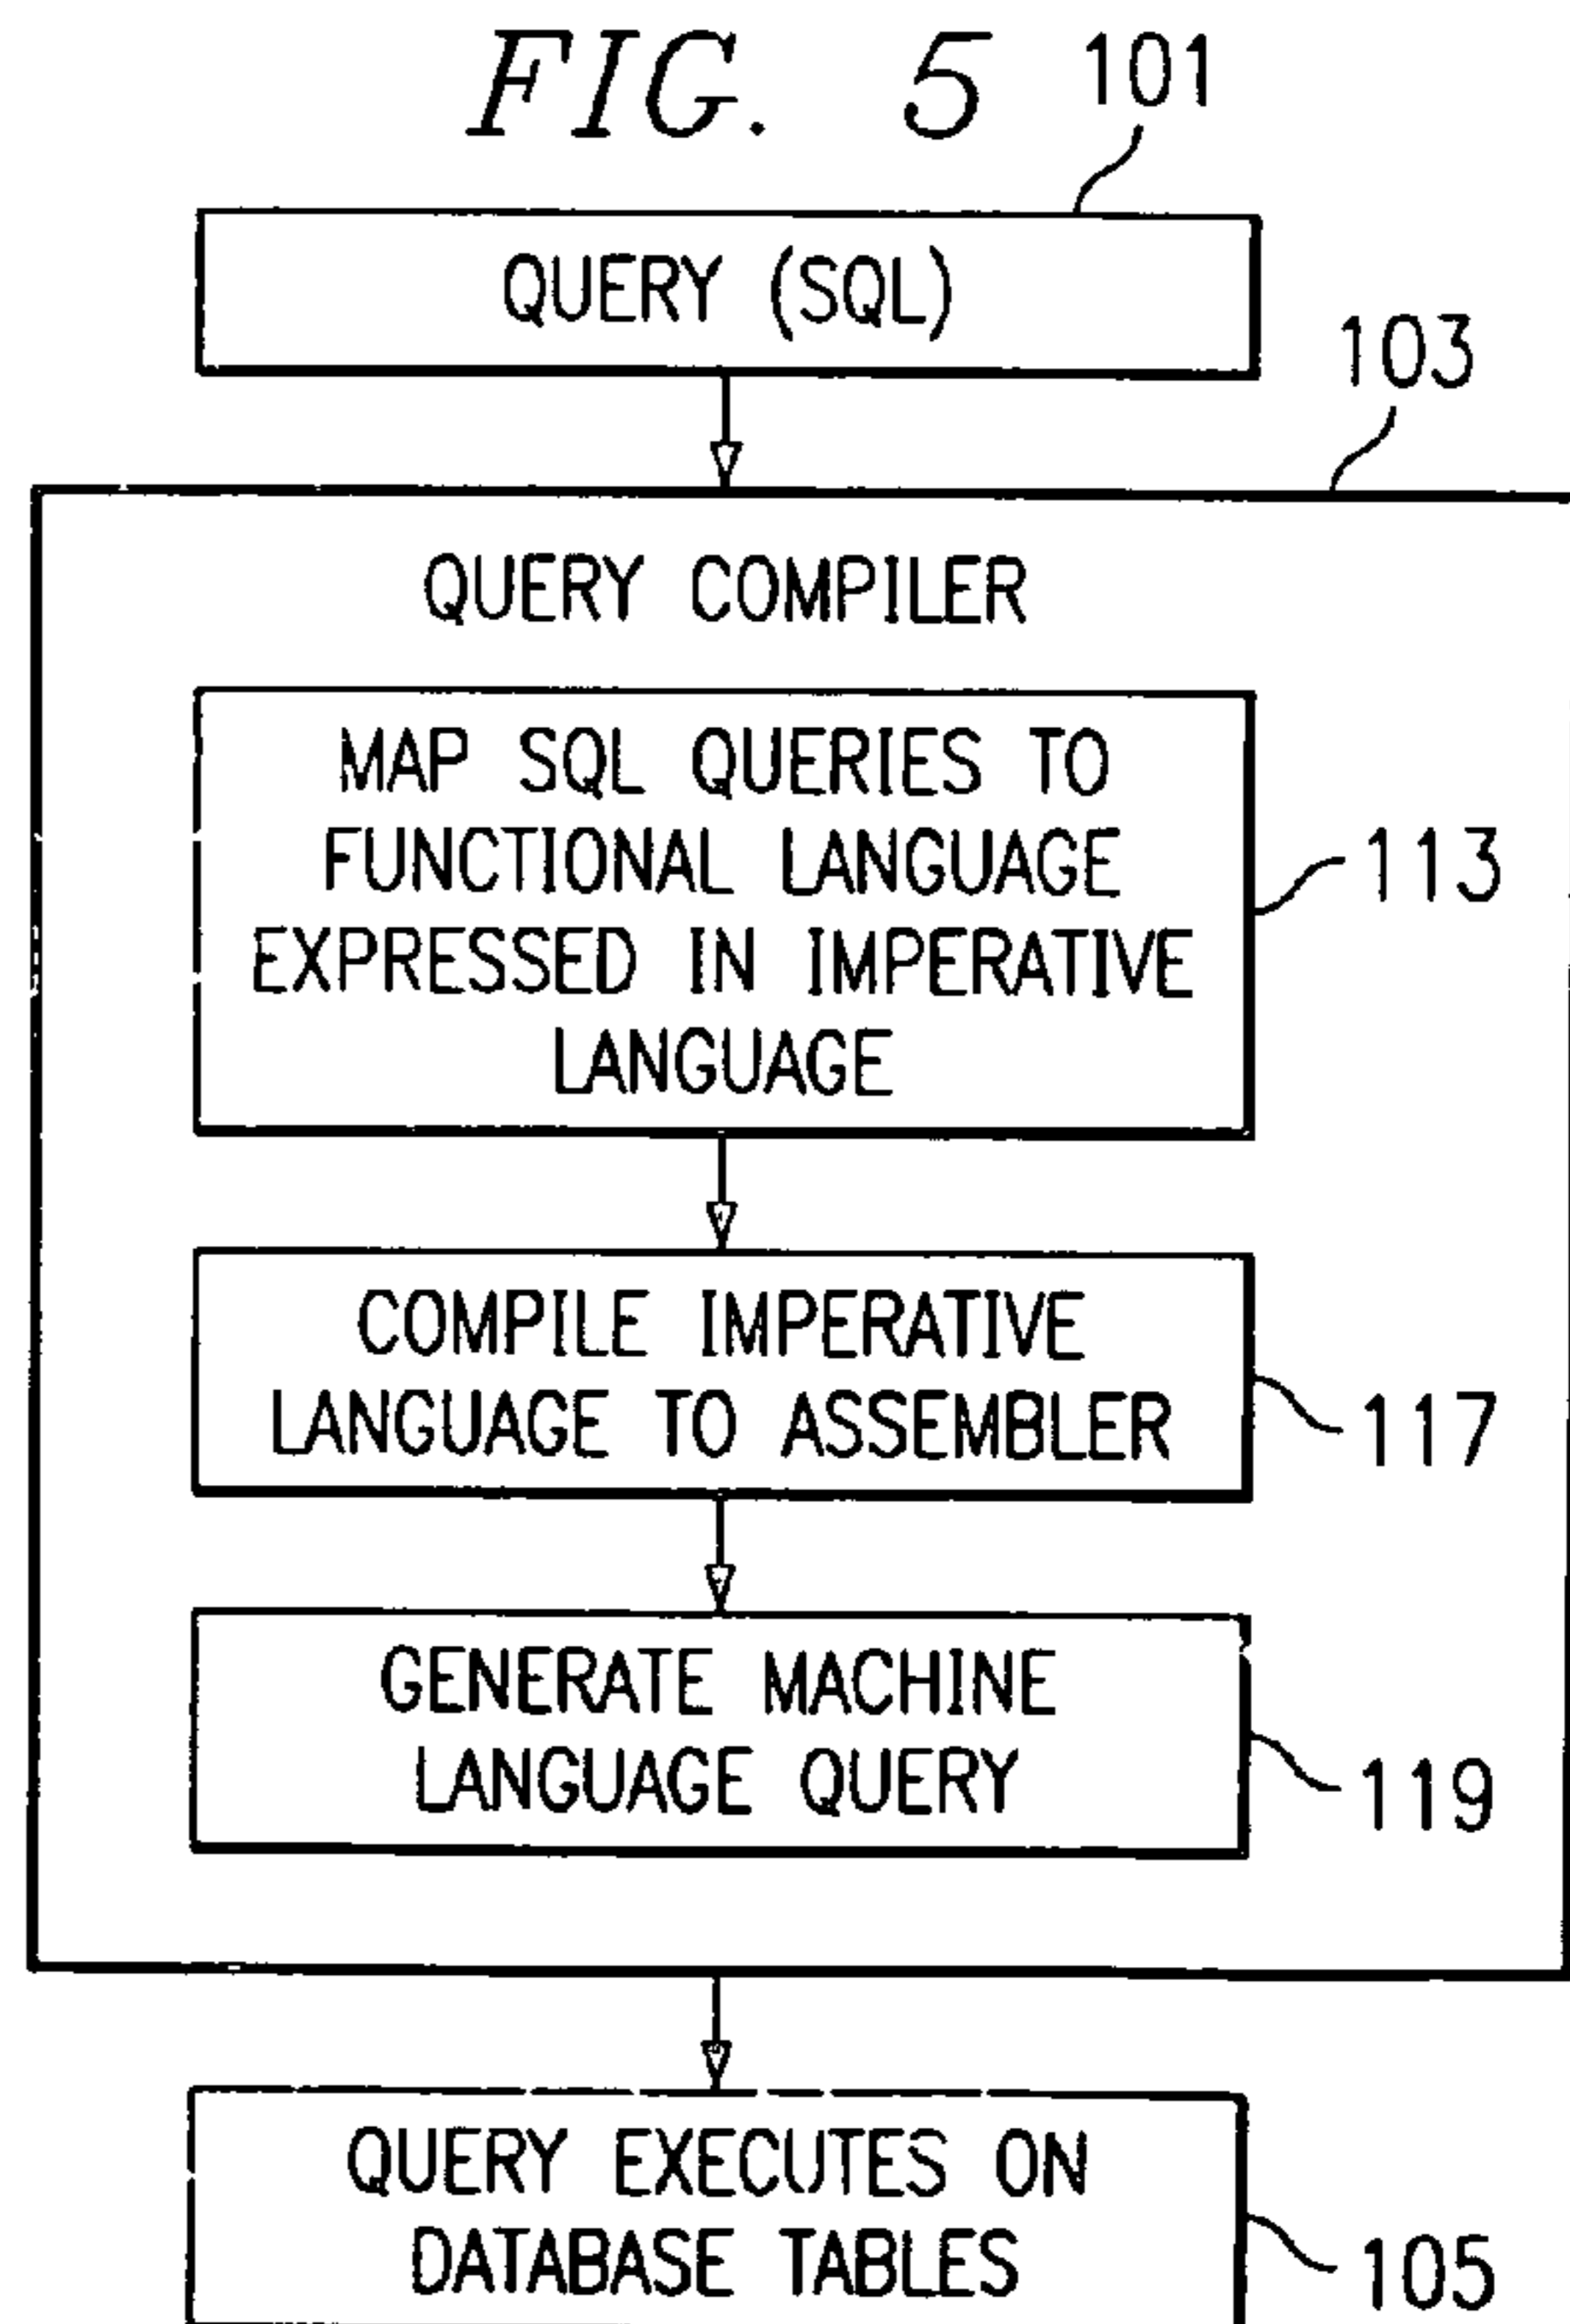 FIG. 5
101
QUERY (SQL)
103
QUERY COMPILER
MAP SQL QUERIES TO
FUNCTIONAL LANGUAGE
EXPRESSED IN IMPERATIVE
LANGUAGE
113
COMPILE IMPERATIVE
LANGUAGE TO ASSEMBLER
117
GENERATE MACHINE
LANGUAGE QUERY
119
QUERY EXECUTES ON
DATABASE TABLES
105